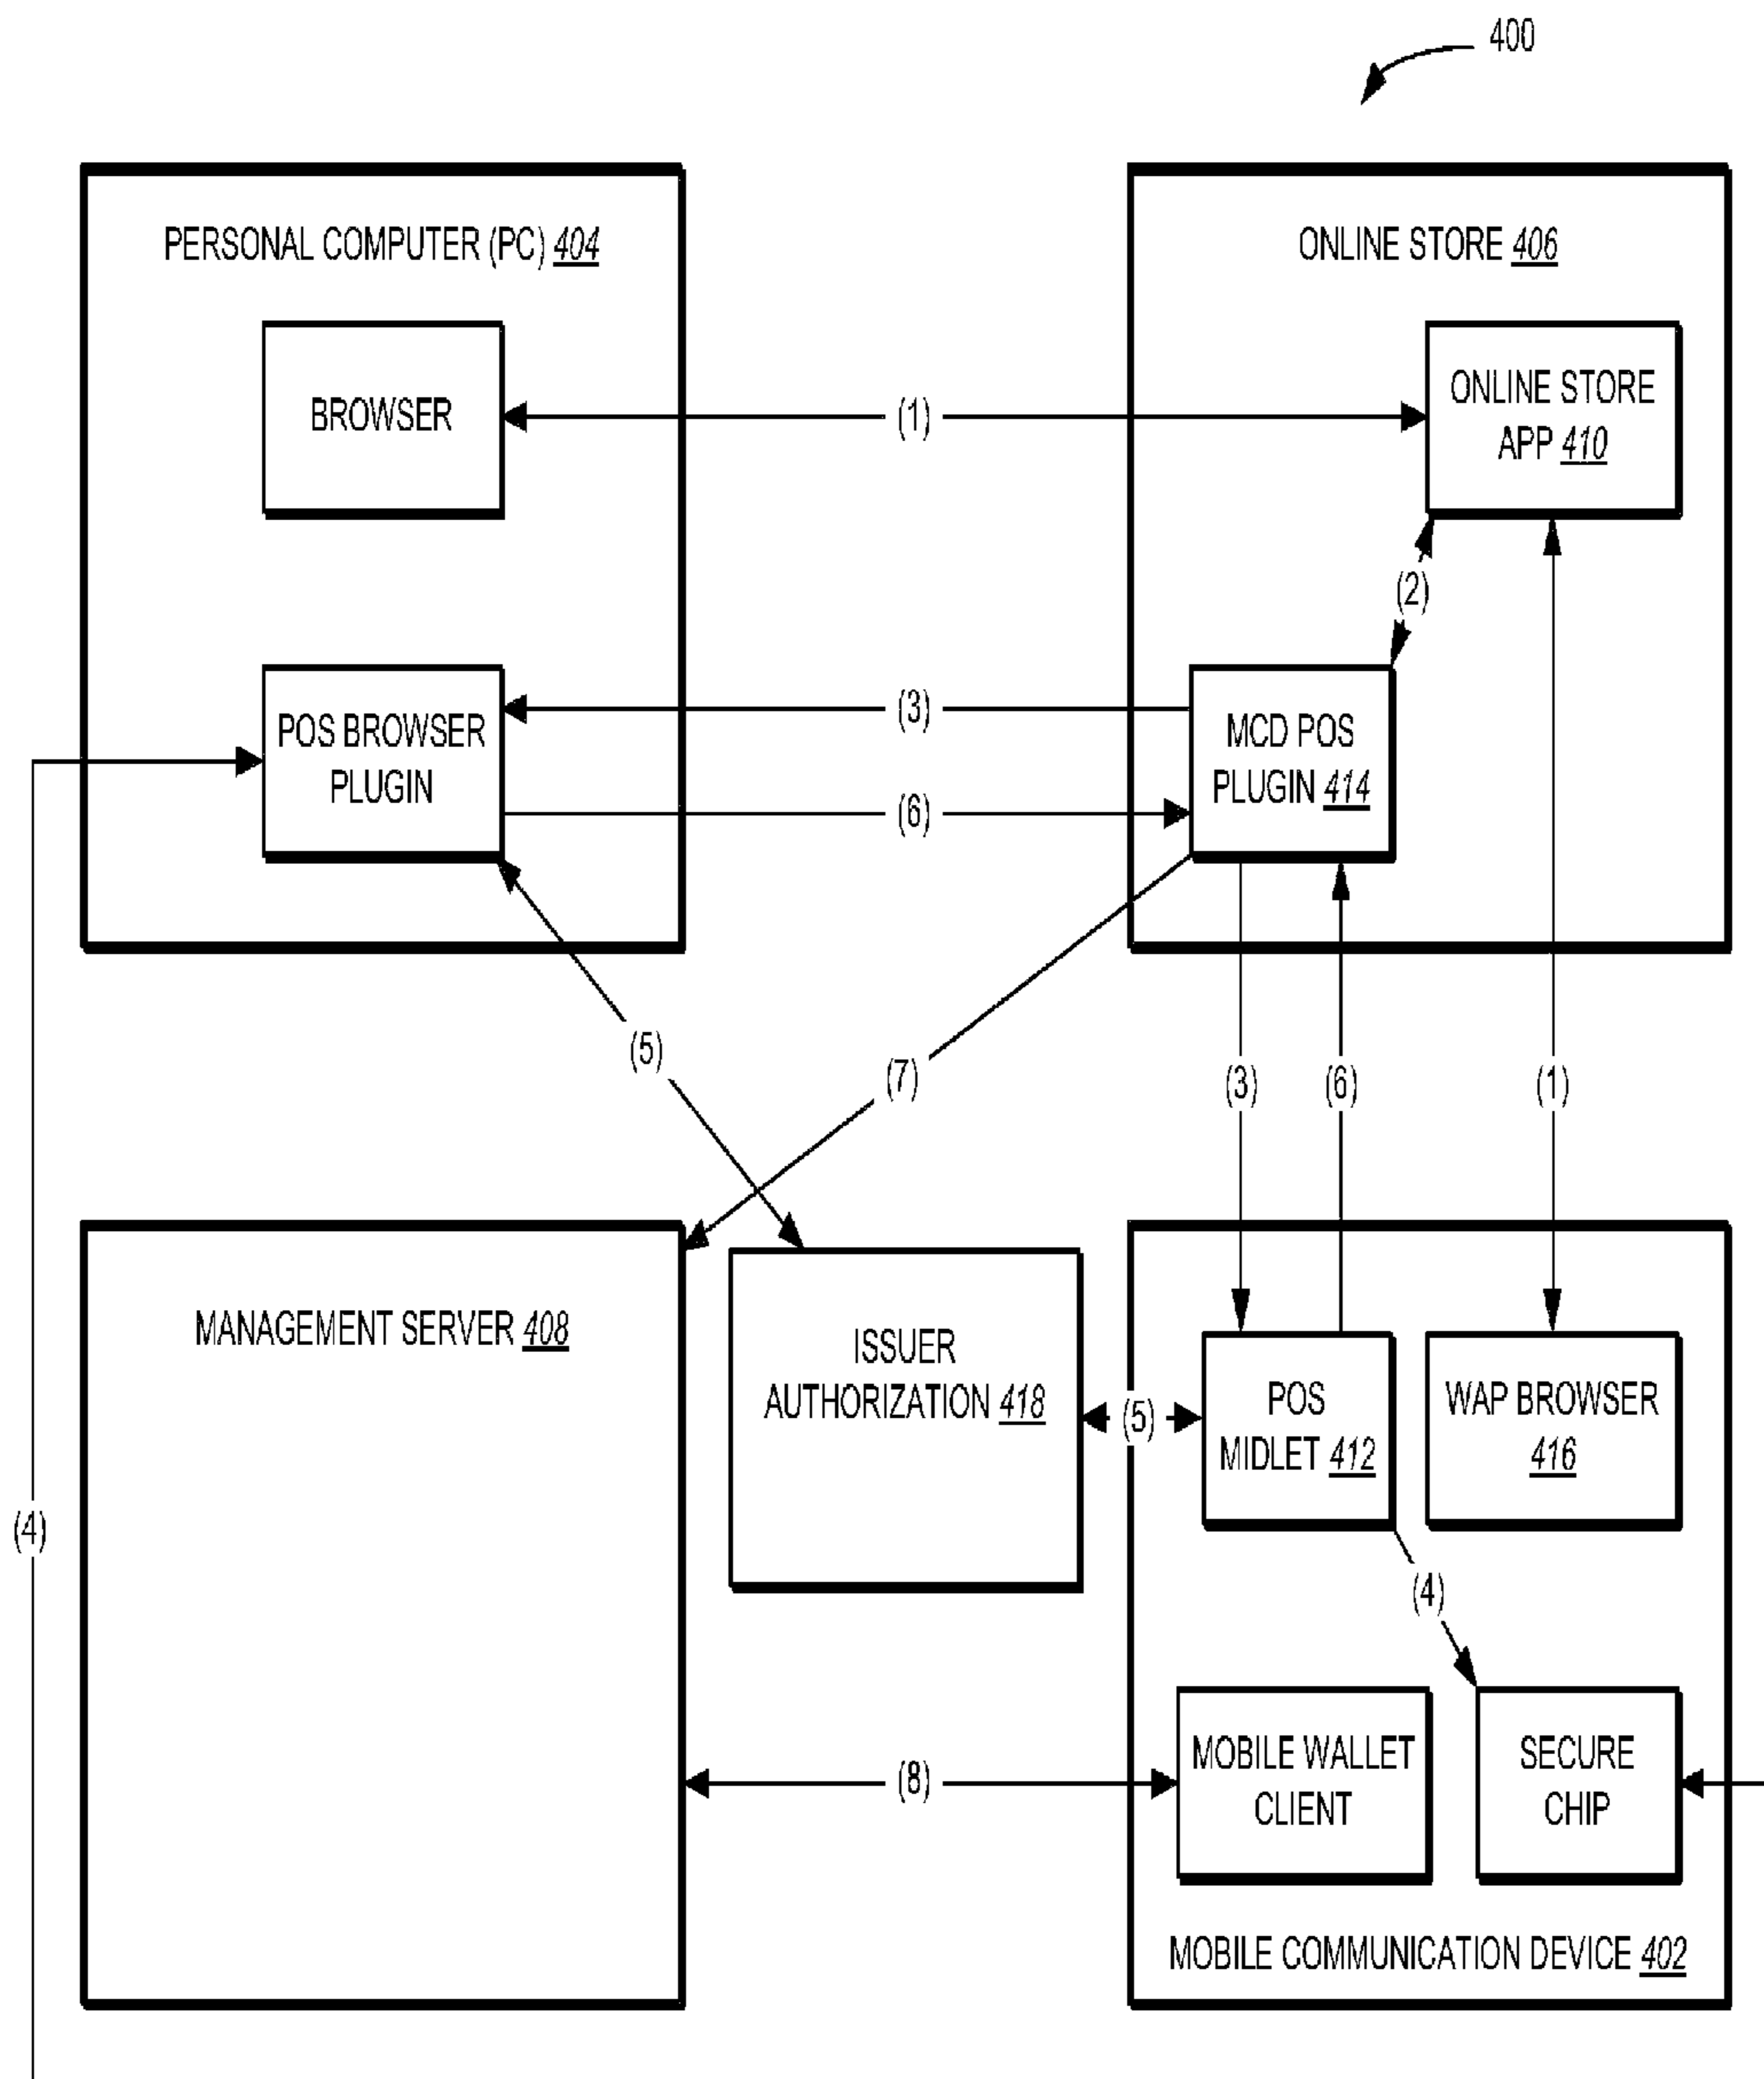 400
PERSONAL COMPUTER (PC) 404
ONLINE STORE 406
BROWSER
(1)
ONLINE STORE
APP 410
(2)
POS BROWSER
PLUGIN
(3)
(6)
MCD POS
PLUGIN 414
(5)
(7)
(3)
(6)
(1)
MANAGEMENT SERVER 408
ISSUER
AUTHORIZATION 418
(5)
POS
MIDLET 412
WAP BROWSER
416
(4)
(4)
(8)
MOBILE WALLET
CLIENT
SECURE
CHIP
MOBILE COMMUNICATION DEVICE 402